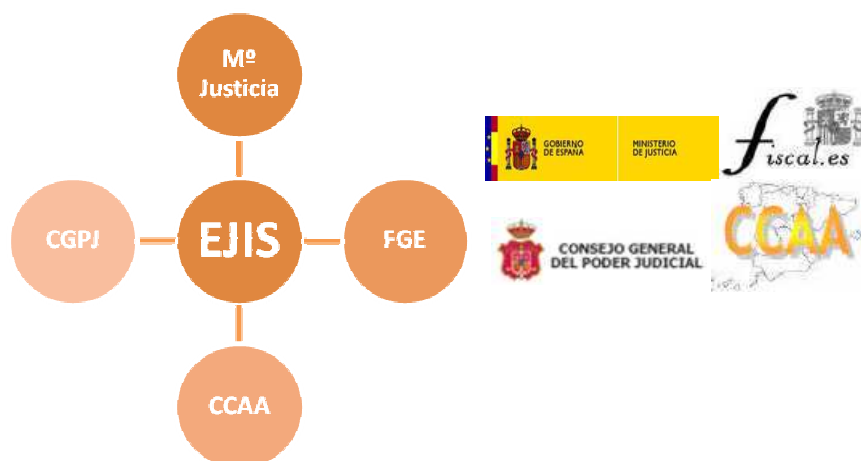 Mº
Justicia
CGPJ
EJIS
FGE
CCAA
GOBIERNO
DE ESPAÑA
MINISTERIO
DE JUSTICIA
fiscal.es
CONSEJO GENERAL
DEL PODER JUDICIAL
CCAA